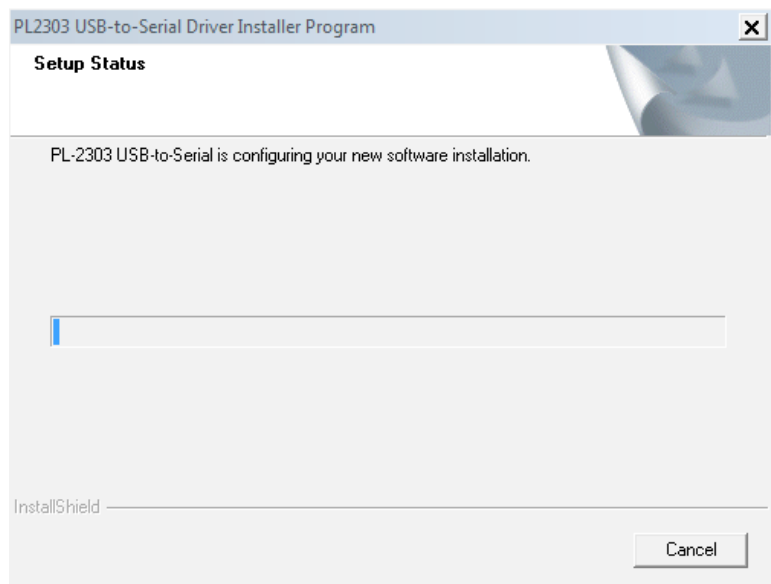 PL2303 USB-to-Serial Driver Installer Program
Setup Status
PL-2303 USB-to-Serial is configuring your new software installation.
InstallShield
Cancel